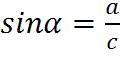 sinα = a/c